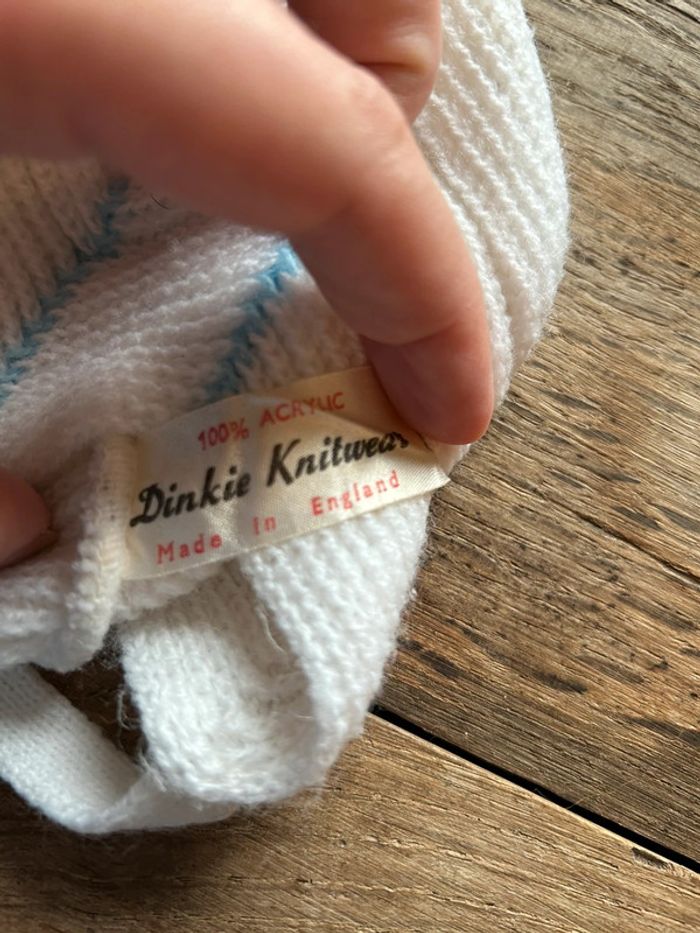 100% ACRYLIC
Dinkie Knitwear
Made in England